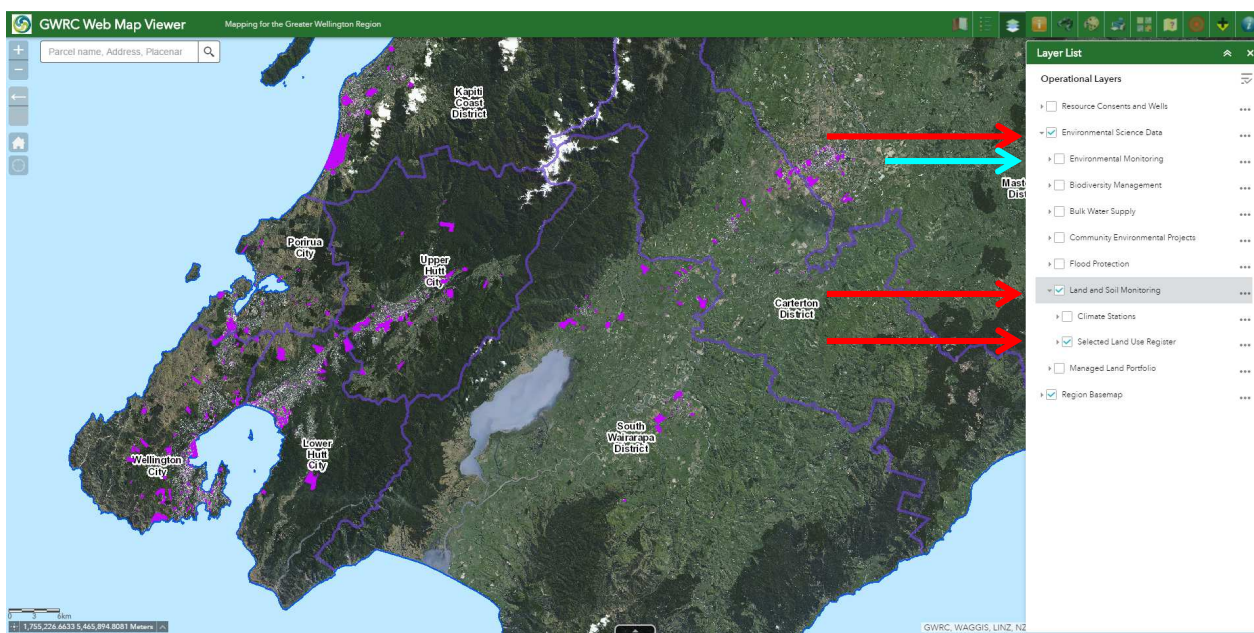 GWRC Web Map Viewer
Mapping for the Greater Wellington Region
Parcel name, Address, Placenar
Layer List
Operational Layers
Resource Consents and Wells
Environmental Science Data
Environmental Monitoring
Biodiversity Management
Bulk Water Supply
Community Environmental Projects
Flood Protection
Land and Soil Monitoring
Climate Stations
Selected Land Use Register
Managed Land Portfolio
Region Basemap
Kapiti
Coast
District
Mast
Dist
Porirua
City
Upper
Hutt
City
Carterton
District
South
Wairarapa
District
Lower
Hutt
City
Wellington
City
0 3 6km
1,755,226.6633 5,465,894.8081 Meters
GWRC, WAGGIS, LINZ, NZ